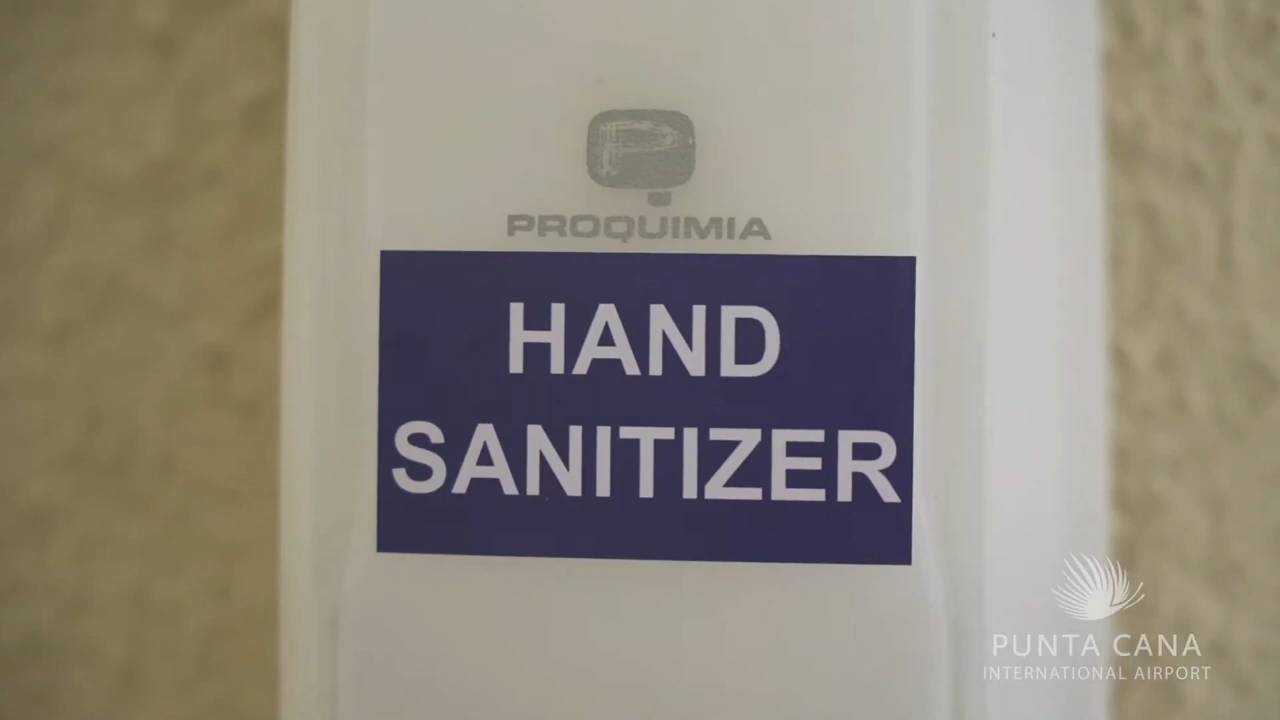 PROQUIMIA
HAND
SANITIZER
PUNTA CANA
INTERNATIONAL AIRPORT